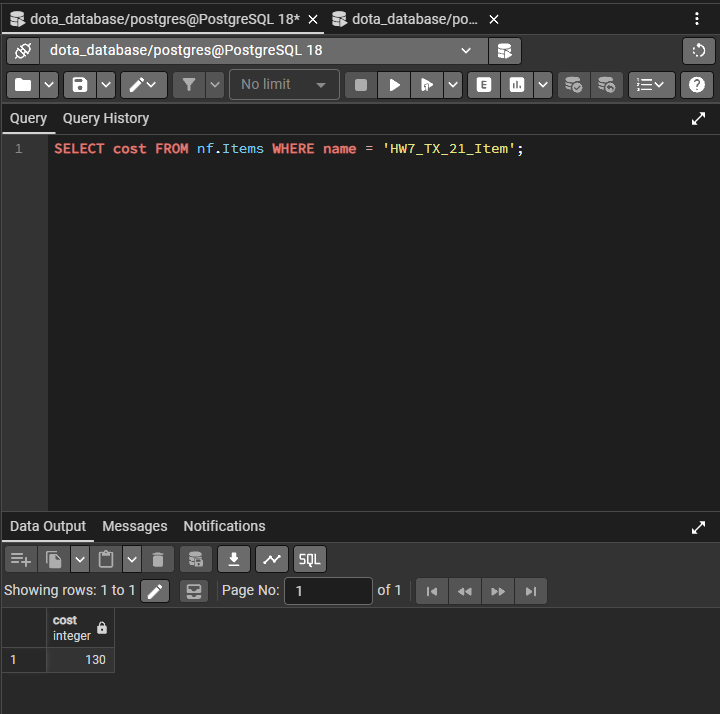 dota_database/postgres@PostgreSQL 18*
dota_database/po...
dota_database/postgres@PostgreSQL 18
No limit
E
Query
Query History
1
SELECT cost FROM nf.Items WHERE name = 'HW7_TX_21_Item';
Data Output
Messages
Notifications
SQL
Showing rows: 1 to 1
Page No:
1
of 1
cost
integer
1
130